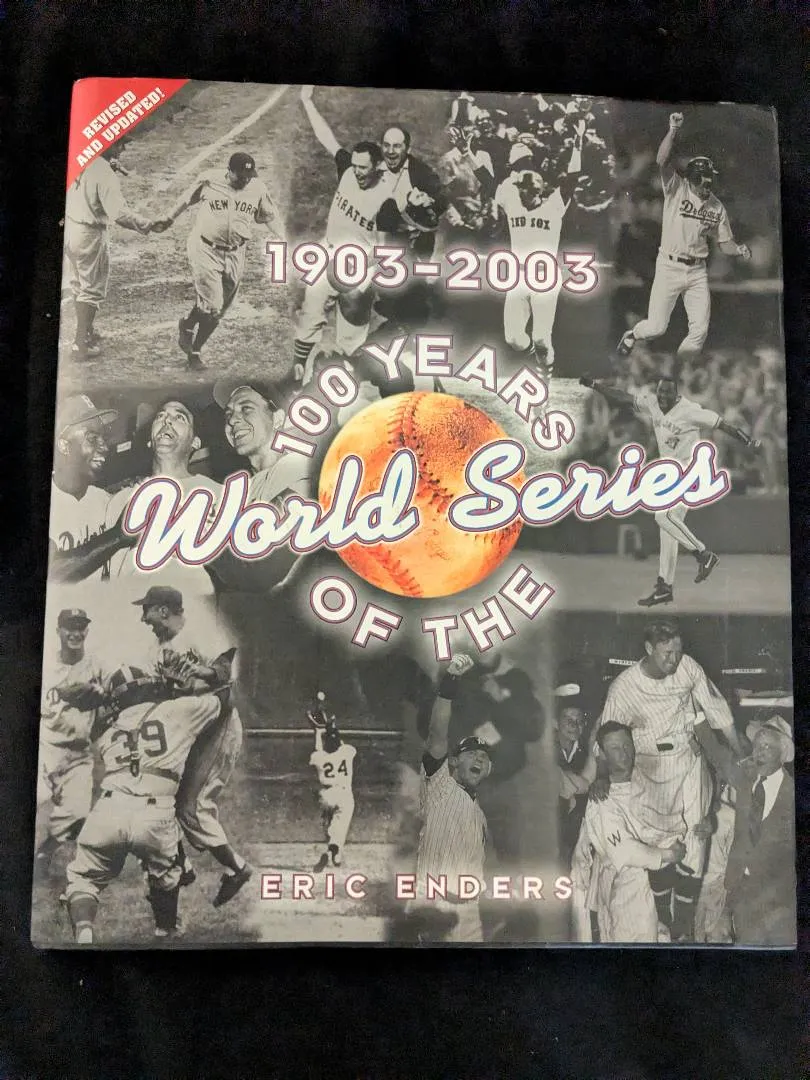 REVISED
AND UPDATED!
NEW YORK
PIRATES
RED SOX
Dodgers
1903-2003
100 YEARS
World Series
OF THE
39
24
W
ERIC ENDERS